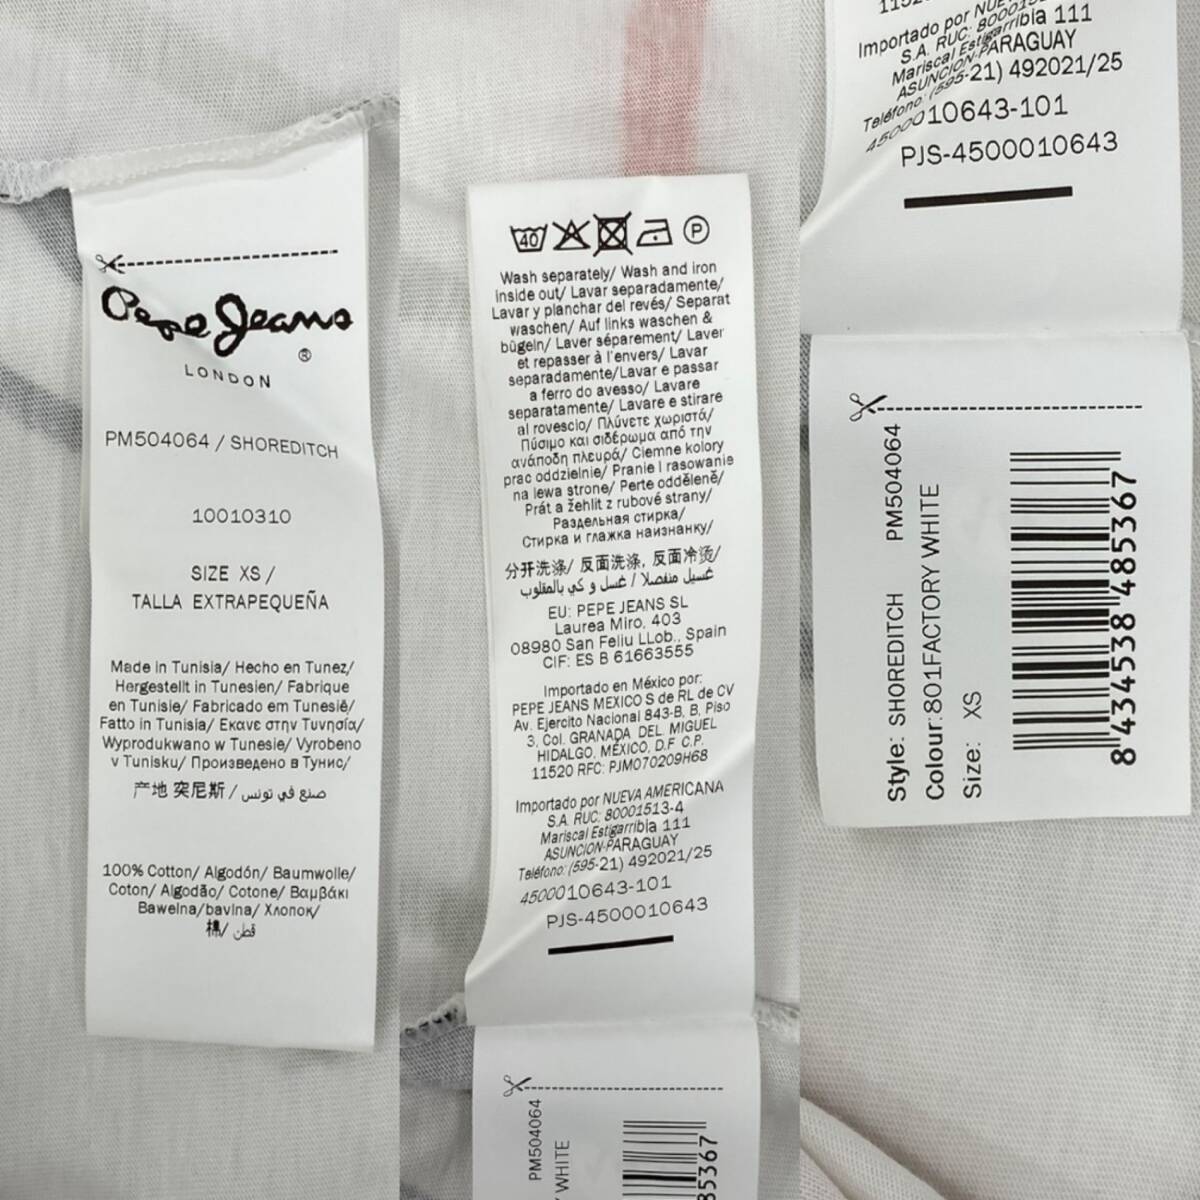 Pepe Jeans
®
LONDON
PM504064 / SHOREDITCH
10010310
SIZE XS /
TALLA EXTRAPEQUEÑA
Made in Tunisia/ Hecho en Tunez/
Hergestellt in Tunesien/ Fabrique
en Tunisie/ Fabricado em Tunesiě/
Fatto in Tunisia/ Εκανε στην Τυνησία/
Wyprodukwano w Tunesie/ Vyrobeno
v Tunisku/ Произведено в Тунис/
产地 突尼斯 / صنع في تونس
100% Cotton/ Algodón/ Baumwolle/
Coton/ Algodão/ Cotone/ Βαμβάκι
Bawelna/bavlna/ Хлопок/
棉/ قطن
40 P
Wash separately/ Wash and iron
inside out/ Lavar separadamente/
Lavar y planchar del revés/ Separat
waschen/ Auf links waschen &
bügeln/ Laver séparement/ Laver
et repasser à l'envers/ Lavar
separadamente/Lavar e passar
a ferro do avesso/ Lavare
separatamente/ Lavare e stirare
al rovescio/ Πλύνετε χωριστά/
Πύσιμο και σιδέρωμα από την
ανάποδη πλευρά/ Ciemne kolory
prac oddzielnie/ Pranie I rasowanie
na lewa strone/ Perte odděleně/
Prát a žehlit z rubové strany/
Раздельная стирка/
Стирка и глажка наизнанку/
分开洗涤/ 反面洗涤, 反面冷烫/
غسيل منفصلا / غسل و كي بالمقلوب
EU: PEPE JEANS SL
Laurea Miro, 403
08980 San Feliu LLob., Spain
CIF: ES B 61663555
Importado en México por:
PEPE JEANS MEXICO S de RL de CV
Av. Ejercito Nacional 843-B, B, Piso
3, Col. GRANADA DEL MIGUEL
HIDALGO, MÉXICO, D.F C.P.
11520 RFC: PJM070209H68
Importado por NUEVA AMERICANA
S.A. RUC: 80001513-4
Mariscal Estigarribia 111
ASUNCION-PARAGUAY
Teléfono: (595-21) 492021/25
4500010643-101
PJS-4500010643
PM504064
WHITE
85367
Importado por
S.A. RUC:
Mariscal Estigarribia 111
ASUNCION-PARAGUAY
Teléfono: (595-21) 492021/25
4500010643-101
PJS-4500010643
Style: SHOREDITCH PM504064
Colour:801FACTORY WHITE
Size: XS
8 434538 485367